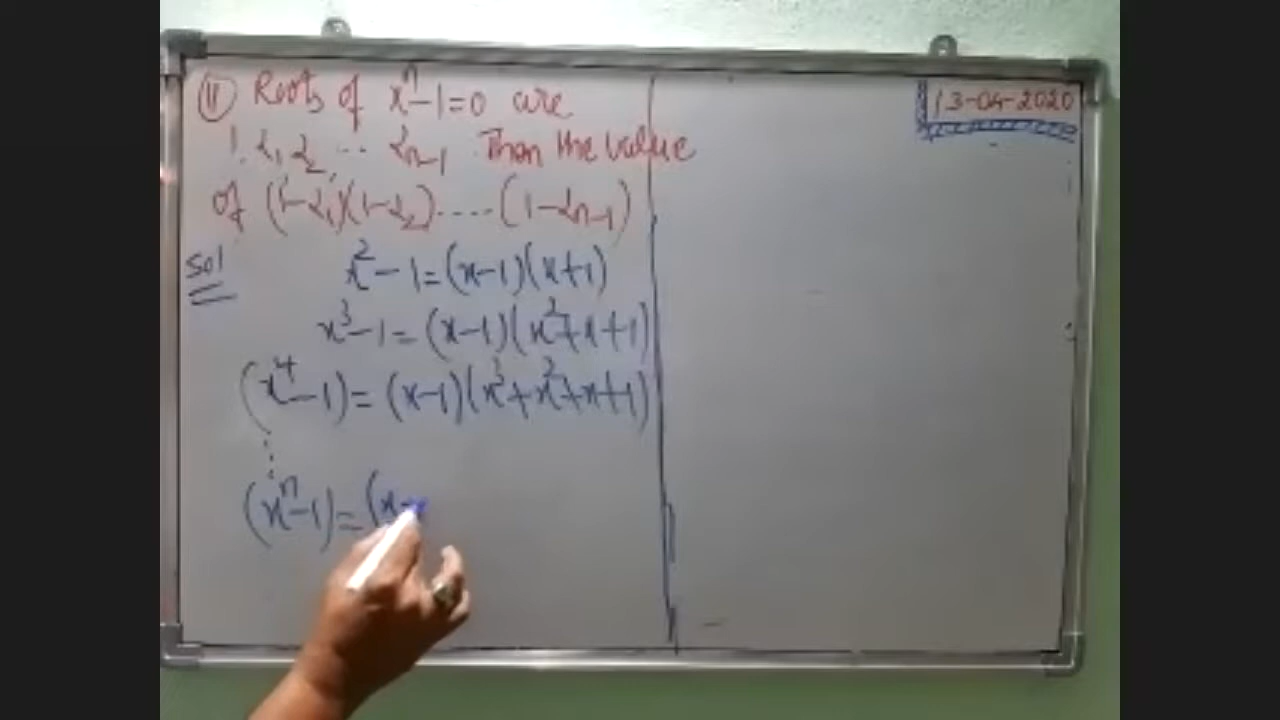 (11) Roots of xⁿ-1=0 are
1, α₁, α₂, ... αₙ₋₁. Then the value
of (1-α₁)(1-α₂).....(1-αₙ₋₁)
Sol
x²-1=(x-1)(x+1)
x³-1=(x-1)(x²+x+1)
(x⁴-1)=(x-1)(x³+x²+x+1)
⋮
(xⁿ-1)=(x-
13-04-2020